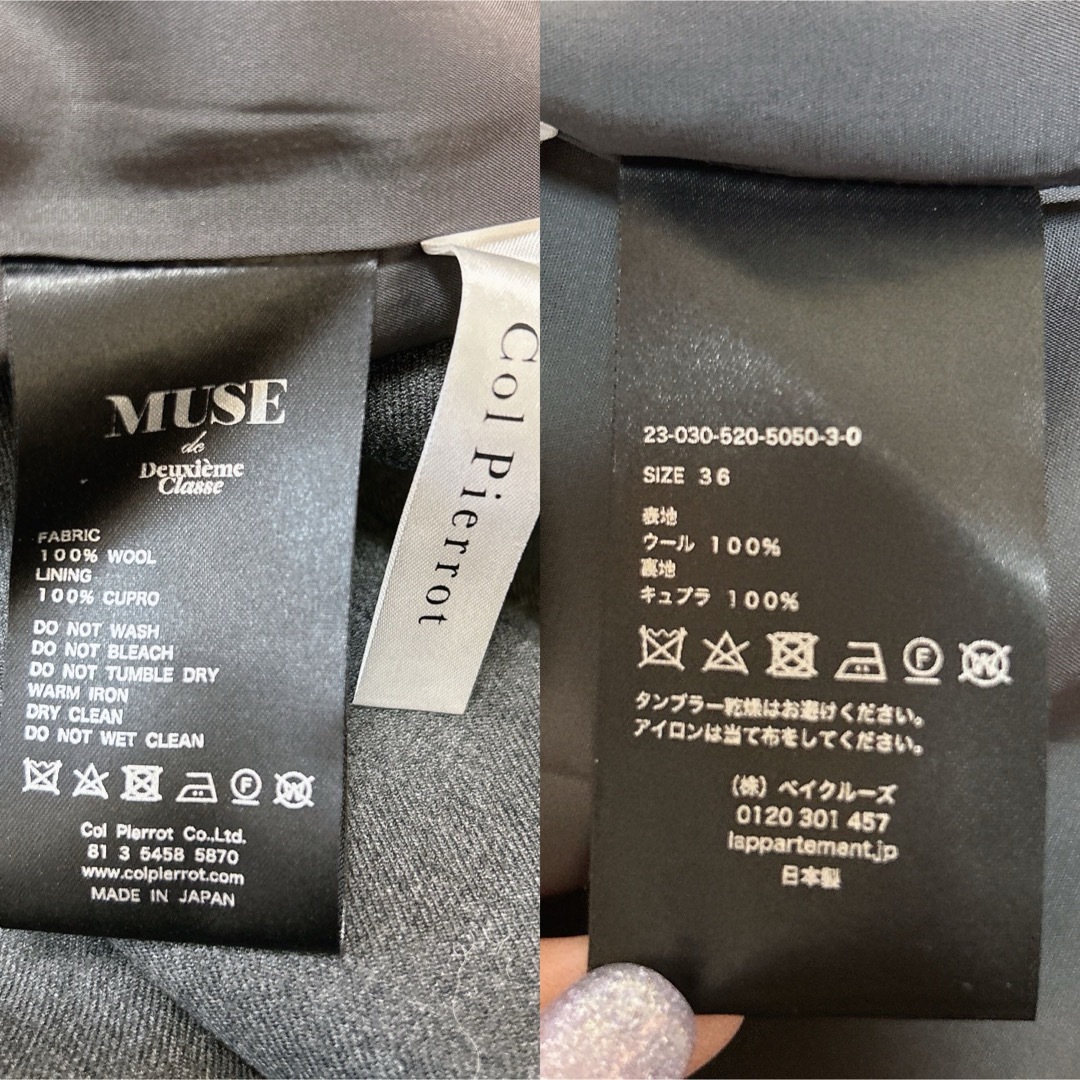 MUSE
de
Deuxième
Classe
FABRIC
100% WOOL
LINING
100% CUPRO
DO NOT WASH
DO NOT BLEACH
DO NOT TUMBLE DRY
WARM IRON
DRY CLEAN
DO NOT WET CLEAN
F W
Col Pierrot Co.,Ltd.
81 3 5458 5870
www.colpierrot.com
MADE IN JAPAN
Col Pierrot
23-030-520-5050-3-0
SIZE 36
表地
ウール 100%
裏地
キュプラ 100%
F W
タンブラー乾燥はお避けください。
アイロンは当て布をしてください。
(株) ベイクルーズ
0120 301 457
lappartement.jp
日本製